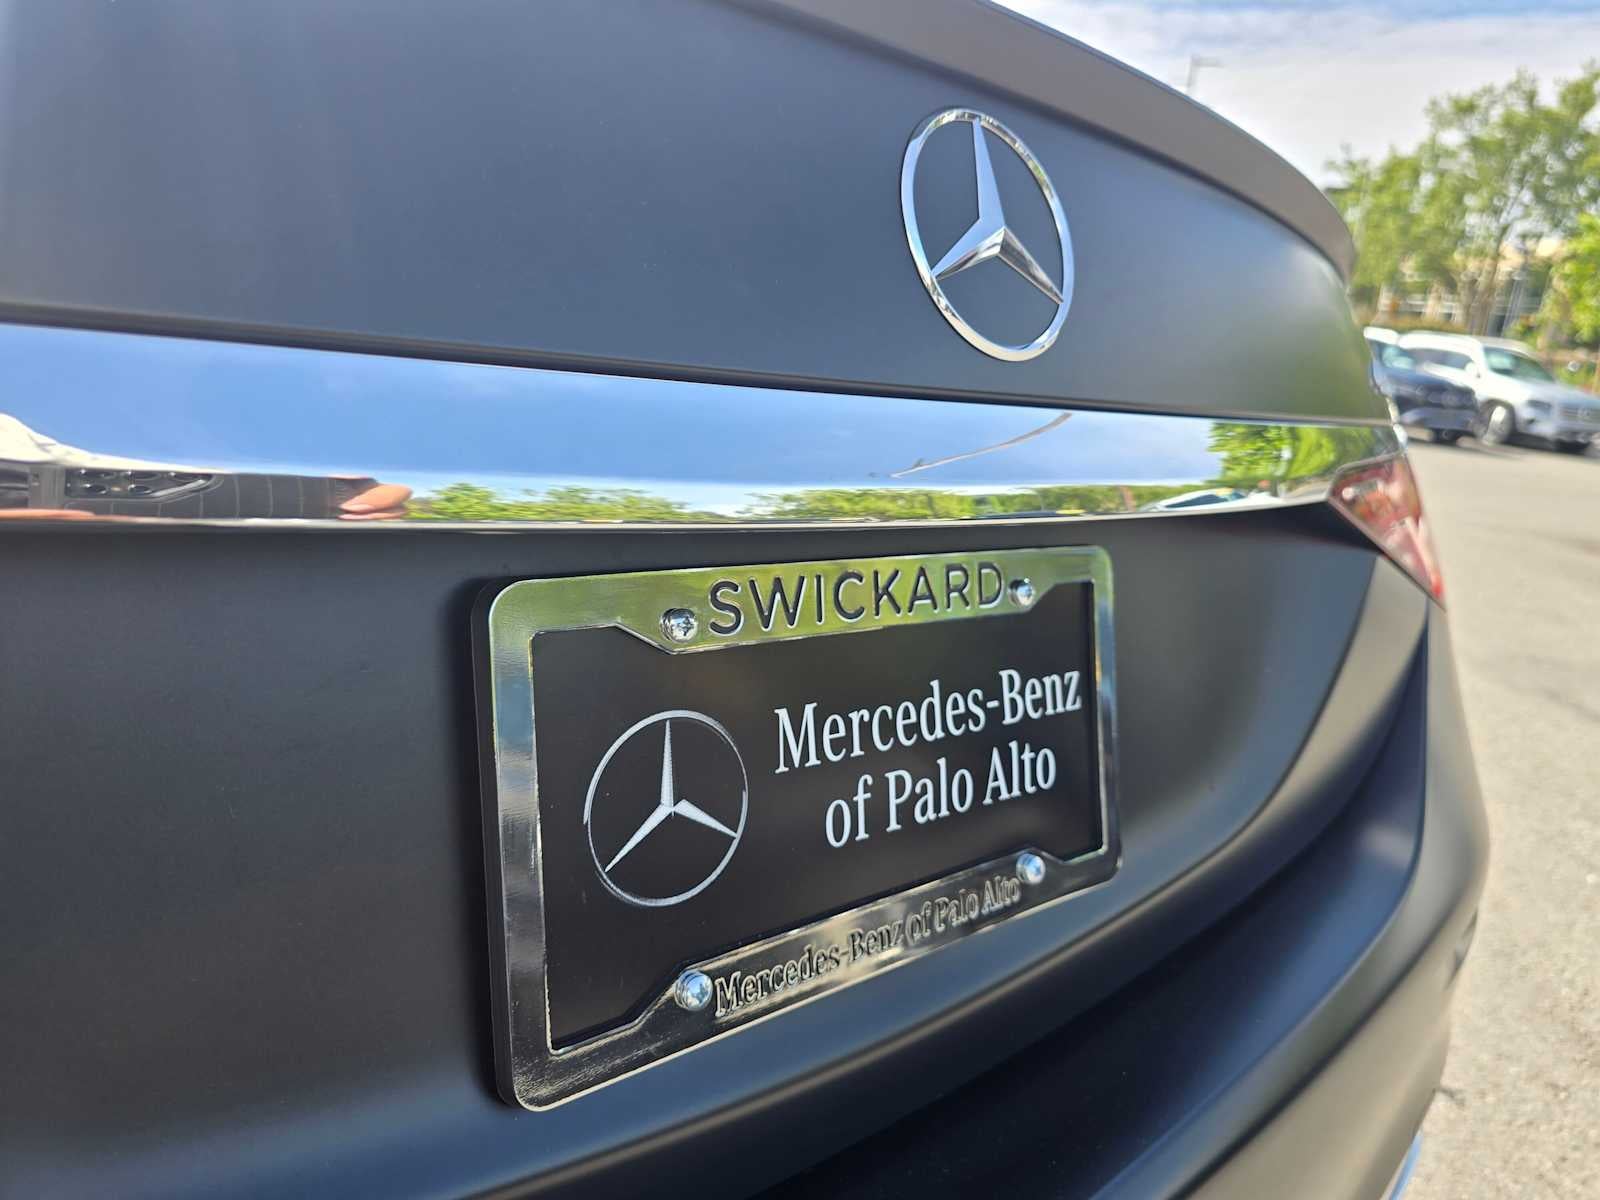 SWICKARD
Mercedes-Benz
of Palo Alto
Mercedes-Benz of Palo Alto